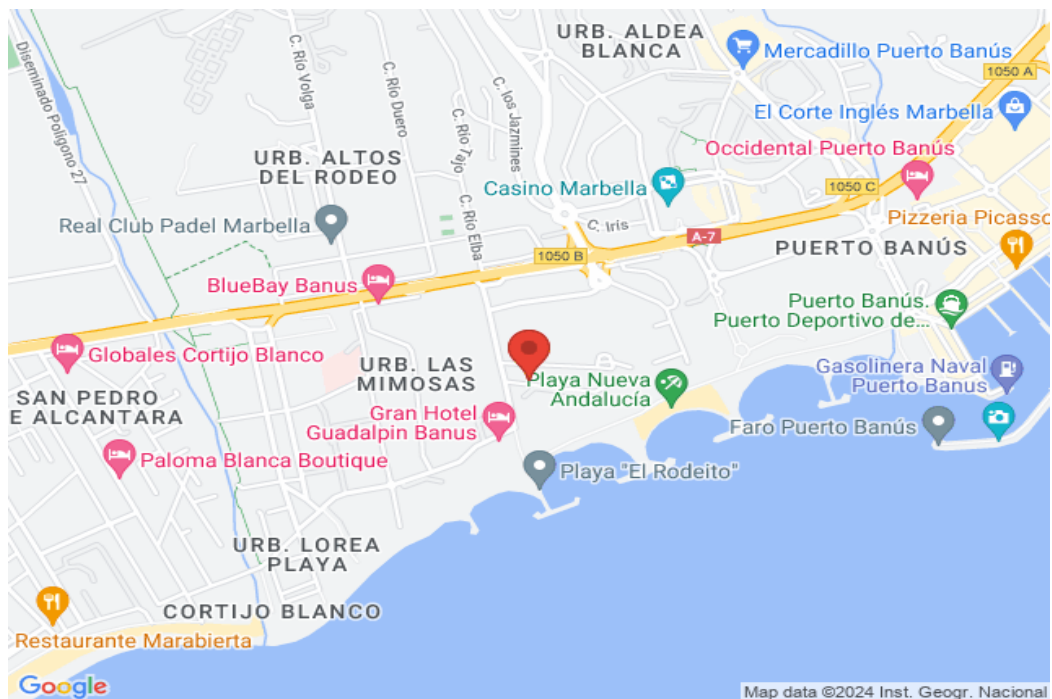 URB. ALDEA
BLANCA
Mercadillo Puerto Banús
1050 A
El Corte Inglés Marbella
Diseminado Poligono 27
C. Río Volga
C. Río Duero
C. Río Tajo
C. los Jazmines
URB. ALTOS
DEL RODEO
Occidental Puerto Banús
Casino Marbella
1050 C
C. Río Elba
Real Club Padel Marbella
C. Iris
A-7
Pizzeria Picasso
PUERTO BANÚS
1050 B
BlueBay Banus
Puerto Banús.
Puerto Deportivo de...
Globales Cortijo Blanco
URB. LAS
MIMOSAS
Playa Nueva
Andalucía
Gasolinera Naval
Puerto Banus
SAN PEDRO
E ALCANTARA
Gran Hotel
Guadalpin Banus
Faro Puerto Banús
Paloma Blanca Boutique
Playa "El Rodeito"
URB. LOREA
PLAYA
CORTIJO BLANCO
Restaurante Marabierta
Google
Map data ©2024 Inst. Geogr. Nacional